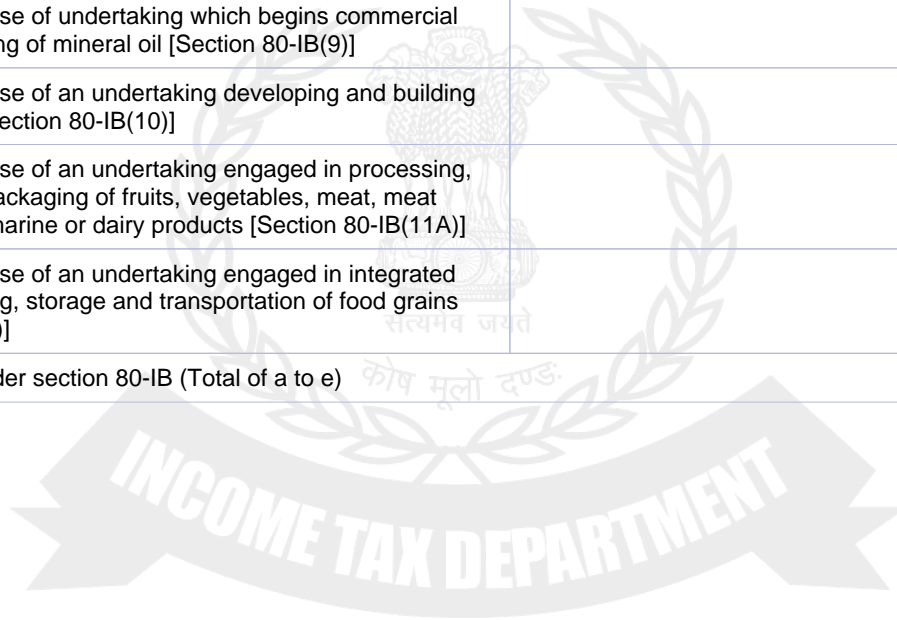 se of undertaking which begins commercial
ng of mineral oil [Section 80-IB(9)]
se of an undertaking developing and building
ection 80-IB(10)]
se of an undertaking engaged in processing,
ackaging of fruits, vegetables, meat, meat
narine or dairy products [Section 80-IB(11A)]
se of an undertaking engaged in integrated
g, storage and transportation of food grains
)]
सत्यमेव जयते
der section 80-IB (Total of a to e)
कोष मूलो दण्डः
INCOME TAX DEPARTMENT